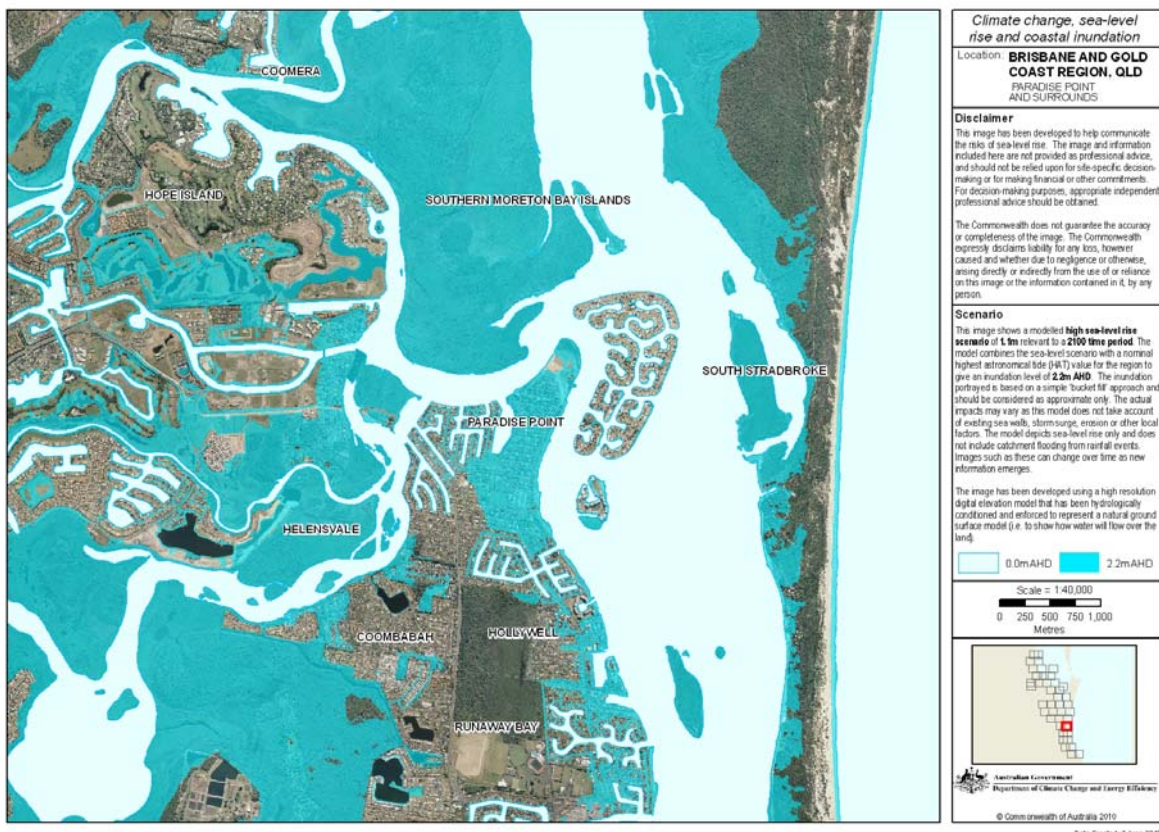 Climate change, sea-level
rise and coastal inundation
Location: BRISBANE AND GOLD
COAST REGION, QLD
PARADISE POINT
AND SURROUNDS
Disclaimer
This image has been developed to help communicate
the risks of sea-level rise. The image and information
included here are not provided as professional advice,
and should not be relied upon for site-specific decision-
making or for making financial or other commitments.
For decision-making purposes, appropriate independent
professional advice should be obtained.
The Commonwealth does not guarantee the accuracy
or completeness of the image. The Commonwealth
expressly disclaims liability for any loss, however
caused and whether due to negligence or otherwise,
arising directly or indirectly from the use of or reliance
on this image or the information contained in it, by any
person.
Scenario
This image shows a modelled high sea-level rise
scenario of 1.1m relevant to a 2100 time period. The
model combines the sea-level scenario with a nominal
highest astronomical tide (HAT) value for the region to
give an inundation level of 2.2m AHD. The inundation
portrayed is based on a simple 'bucket fill' approach and
should be considered as approximate only. The actual
impacts may vary as this model does not take account
of existing sea walls, storm surge, erosion or other local
factors. The model depicts sea-level rise only and does
not include catchment flooding from rainfall events.
Images such as these can change over time as new
information emerges.
The image has been developed using a high resolution
digital elevation model that has been hydrologically
conditioned and enforced to represent a natural ground
surface model (i.e. to show how water will flow over the
land).
0.0mAHD 2.2mAHD
Scale = 1:40,000
0 250 500 750 1,000
Metres
Australian Government
Department of Climate Change and Energy Efficiency
© Commonwealth of Australia 2010
COOMERA
HOPE ISLAND
SOUTHERN MORETON BAY ISLANDS
SOUTH STRADBROKE
PARADISE POINT
HELENSVALE
COOMBABAH
HOLLYWELL
RUNAWAY BAY